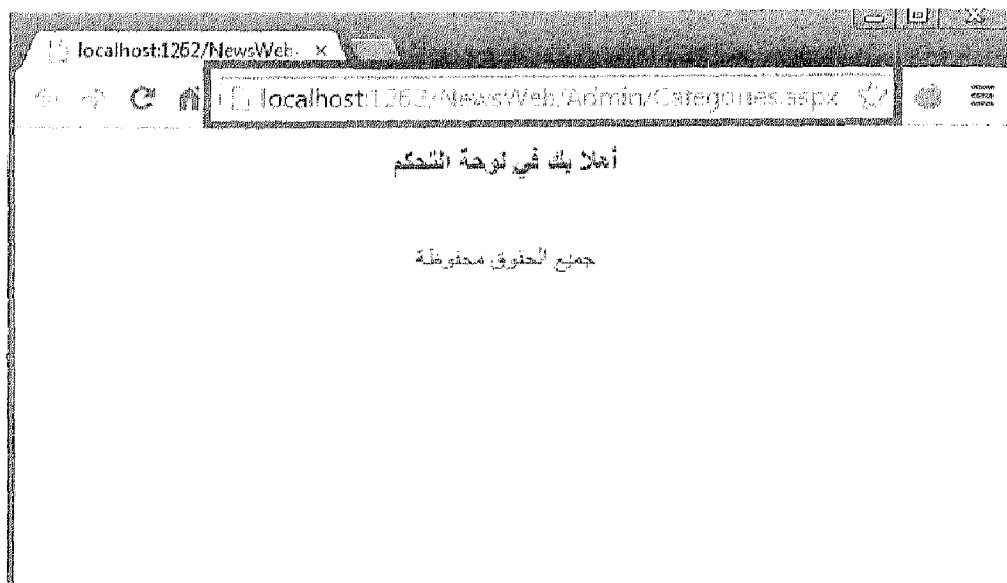 localhost:1262/NewsWeb
localhost:1262/NewsWeb/Admin/Categories.aspx
أهلا بك في لوحة التحكم
جميع الحقوق محفوظة